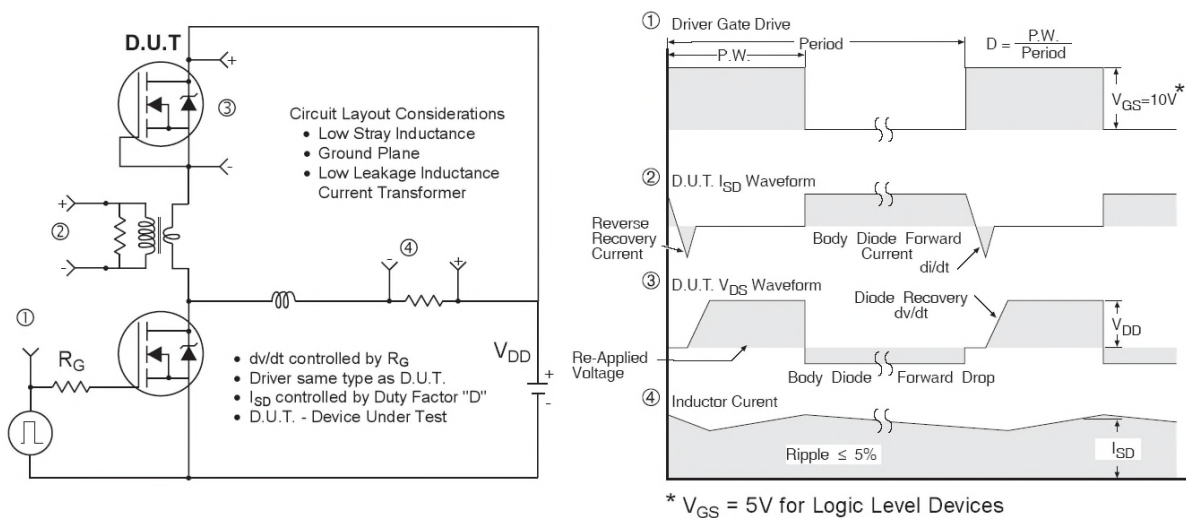 D.U.T
+
③
-
Circuit Layout Considerations
• Low Stray Inductance
• Ground Plane
• Low Leakage Inductance
Current Transformer
+
②
-
④
-
+
①
R_G
V_DD
+
-
• dv/dt controlled by R_G
• Driver same type as D.U.T.
• I_SD controlled by Duty Factor "D"
• D.U.T. - Device Under Test
① Driver Gate Drive
P.W.
Period
D = P.W.
Period
V_GS=10V*
② D.U.T. I_SD Waveform
Reverse
Recovery
Current
Body Diode Forward
Current
di/dt
③ D.U.T. V_DS Waveform
Diode Recovery
dv/dt
V_DD
Re-Applied
Voltage
Body Diode Forward Drop
④ Inductor Curent
Ripple ≤ 5%
I_SD
* V_GS = 5V for Logic Level Devices